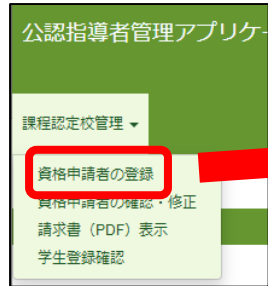 公認指導者管理アプリケ
課程認定校管理 ▼
資格申請者の登録
資格申請者の確認・修正
請求書（PDF）表示
学生登録確認